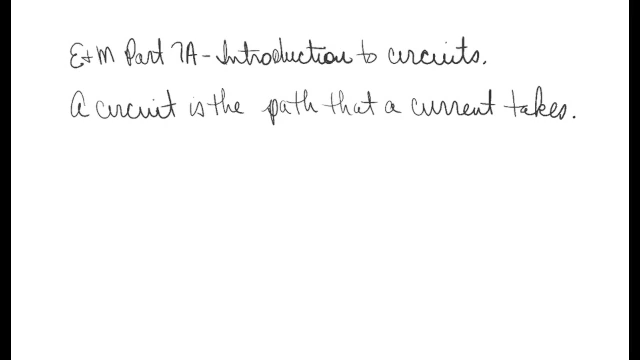 E+M Part 7A - Introduction to circuits.
A circuit is the path that a current takes.